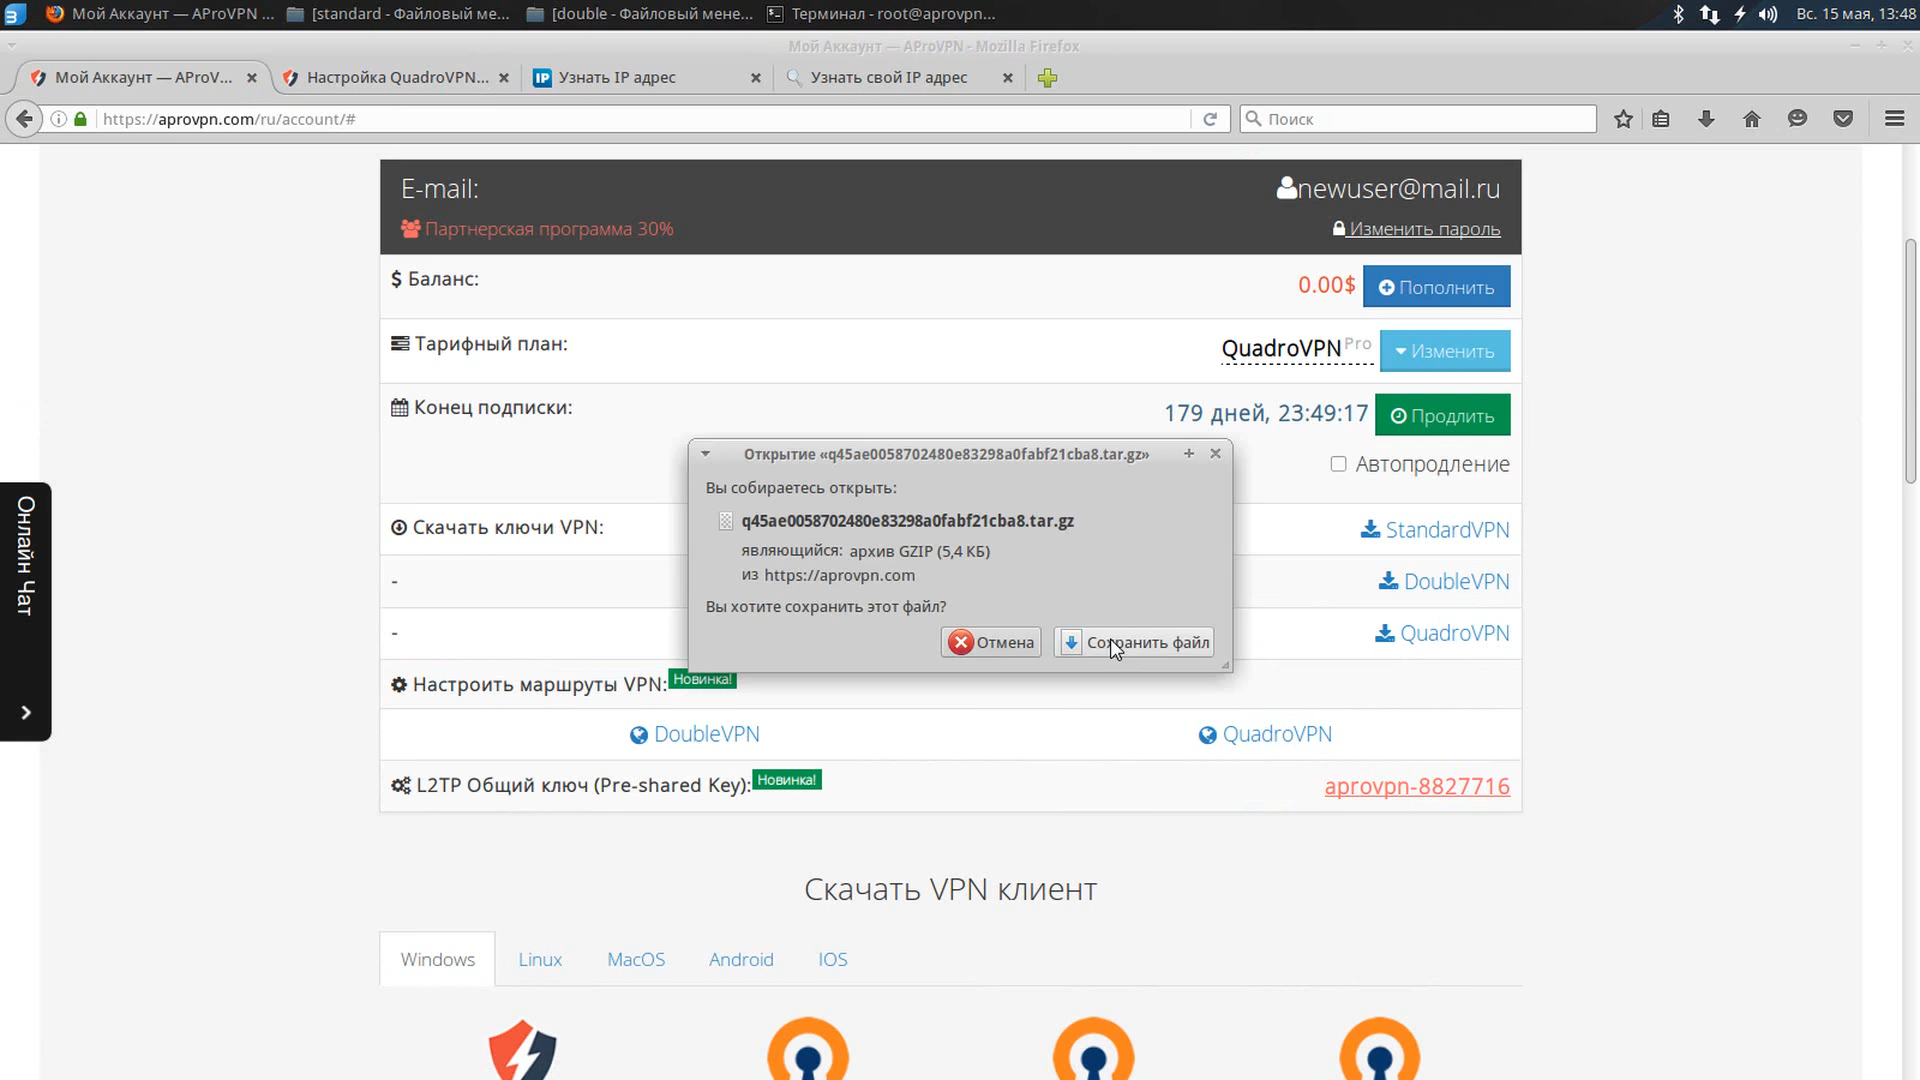 Мой Аккаунт — AProVPN ...
[standard - Файловый ме...
[double - Файловый мене...
Терминал - root@aprovpn...
Вс. 15 мая, 13:48
Мой Аккаунт — AProVPN - Mozilla Firefox
Мой Аккаунт — AProV...
Настройка QuadroVPN...
IP Узнать IP адрес
Узнать свой IP адрес
https://aprovpn.com/ru/account/#
Поиск
E-mail:
newuser@mail.ru
Партнерская программа 30%
Изменить пароль
$ Баланс:
0.00$
Пополнить
Тарифный план:
QuadroVPN Pro
Изменить
Конец подписки:
179 дней, 23:49:17
Продлить
Автопродление
Открытие «q45ae0058702480e83298a0fabf21cba8.tar.gz»
Вы собираетесь открыть:
q45ae0058702480e83298a0fabf21cba8.tar.gz
являющийся: архив GZIP (5,4 КБ)
из https://aprovpn.com
Вы хотите сохранить этот файл?
Отмена
Сохранить файл
Скачать ключи VPN:
StandardVPN
-
DoubleVPN
-
QuadroVPN
Настроить маршруты VPN:
Новинка!
DoubleVPN
QuadroVPN
L2TP Общий ключ (Pre-shared Key):
Новинка!
aprovpn-8827716
Онлайн Чат
Скачать VPN клиент
Windows
Linux
MacOS
Android
IOS